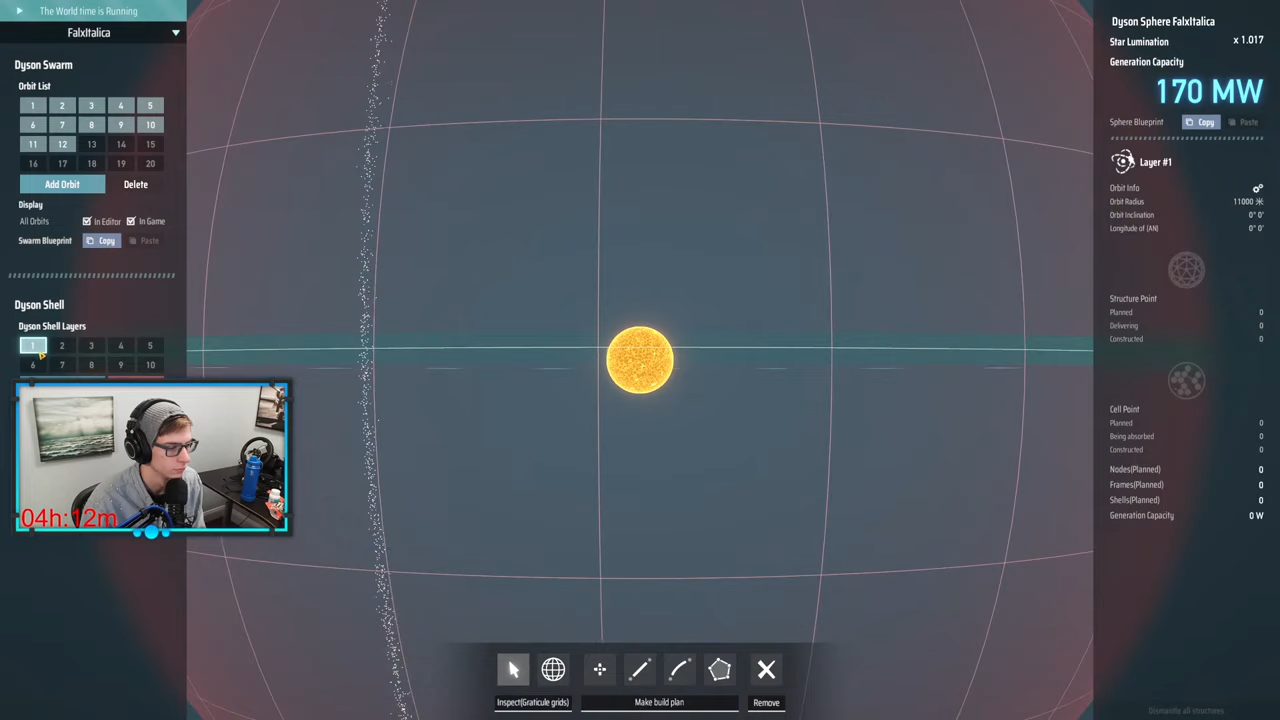 The World time is Running
FalxItalica
Dyson Swarm
Orbit List
1 2 3 4 5
6 7 8 9 10
11 12 13 14 15
16 17 18 19 20
Add Orbit Delete
Display
All Orbits In Editor In Game
Swarm Blueprint Copy Paste
Dyson Shell
Dyson Shell Layers
1 2 3 4 5
6 7 8 9 10
04h:12m
Inspect(Graticule grids) Make build plan Remove
Dyson Sphere FalxItalica
Star Lumination x 1.017
Generation Capacity
170 MW
Sphere Blueprint Copy Paste
Layer #1
Orbit Info
Orbit Radius 11000
Orbit Inclination 0° 0'
Longitude of (AN) 0° 0'
Structure Point
Planned 0
Delivering 0
Constructed 0
Cell Point
Planned 0
Being absorbed 0
Constructed 0
Nodes(Planned) 0
Frames(Planned) 0
Shells(Planned) 0
Generation Capacity 0 W
Dismantle all structures